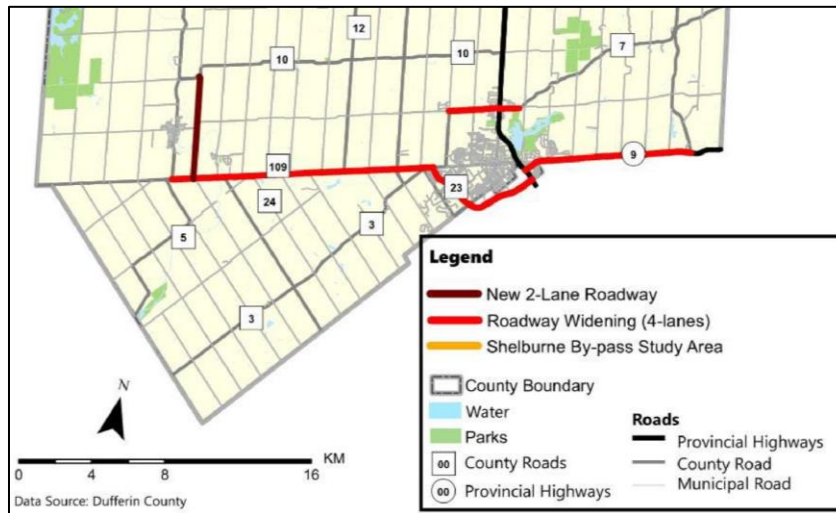 12
7
10
10
109
9
23
24
3
5
3
N
KM
0 4 8 16
Data Source: Dufferin County
Legend
New 2-Lane Roadway
Roadway Widening (4-lanes)
Shelburne By-pass Study Area
County Boundary
Water
Parks
00 County Roads
00 Provincial Highways
Roads
Provincial Highways
County Road
Municipal Road